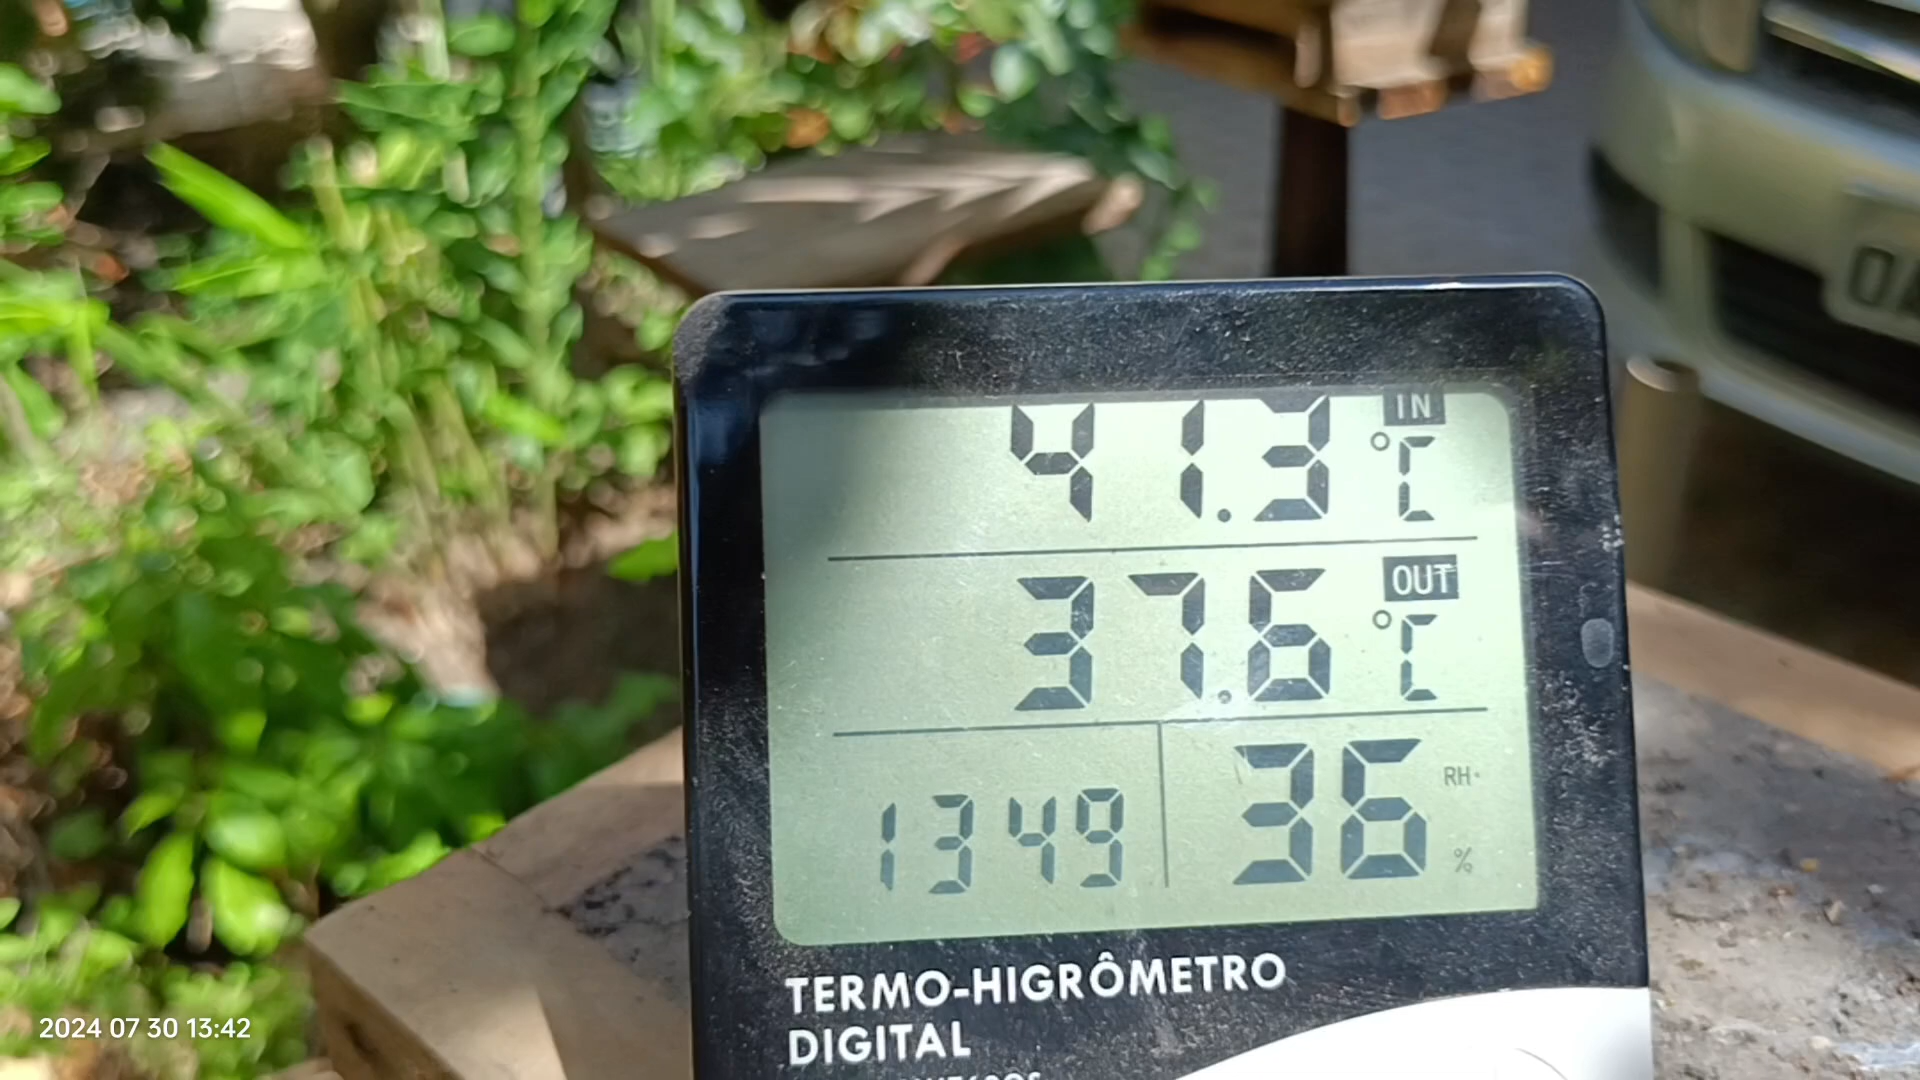 IN
41.3 °C
OUT
37.6 °C
1349
36 RH %
TERMO-HIGRÔMETRO
DIGITAL
2024 07 30 13:42